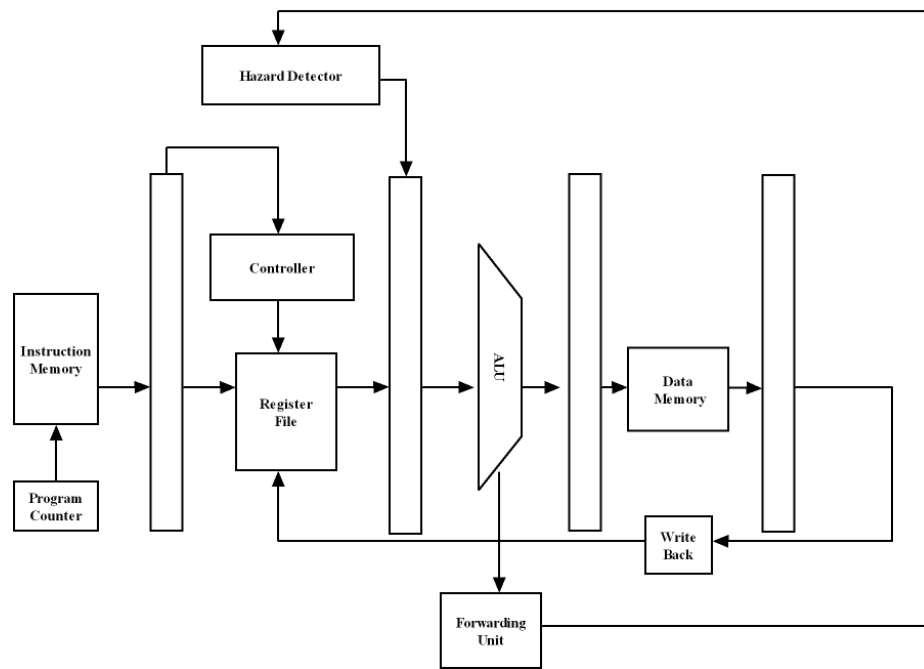 Hazard Detector
Controller
Instruction
Memory
Register
File
ALU
Data
Memory
Program
Counter
Write
Back
Forwarding
Unit